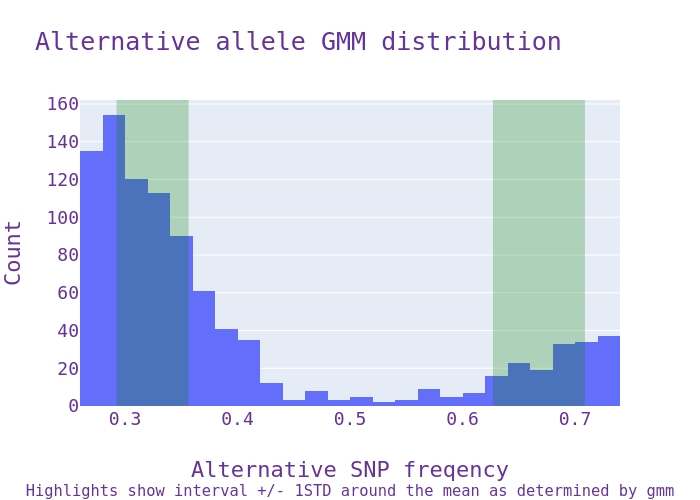 Alternative allele GMM distribution
160
140
120
100
80
60
40
20
0
Count
0.3 0.4 0.5 0.6 0.7
Alternative SNP freqency
Highlights show interval +/- 1STD around the mean as determined by gmm